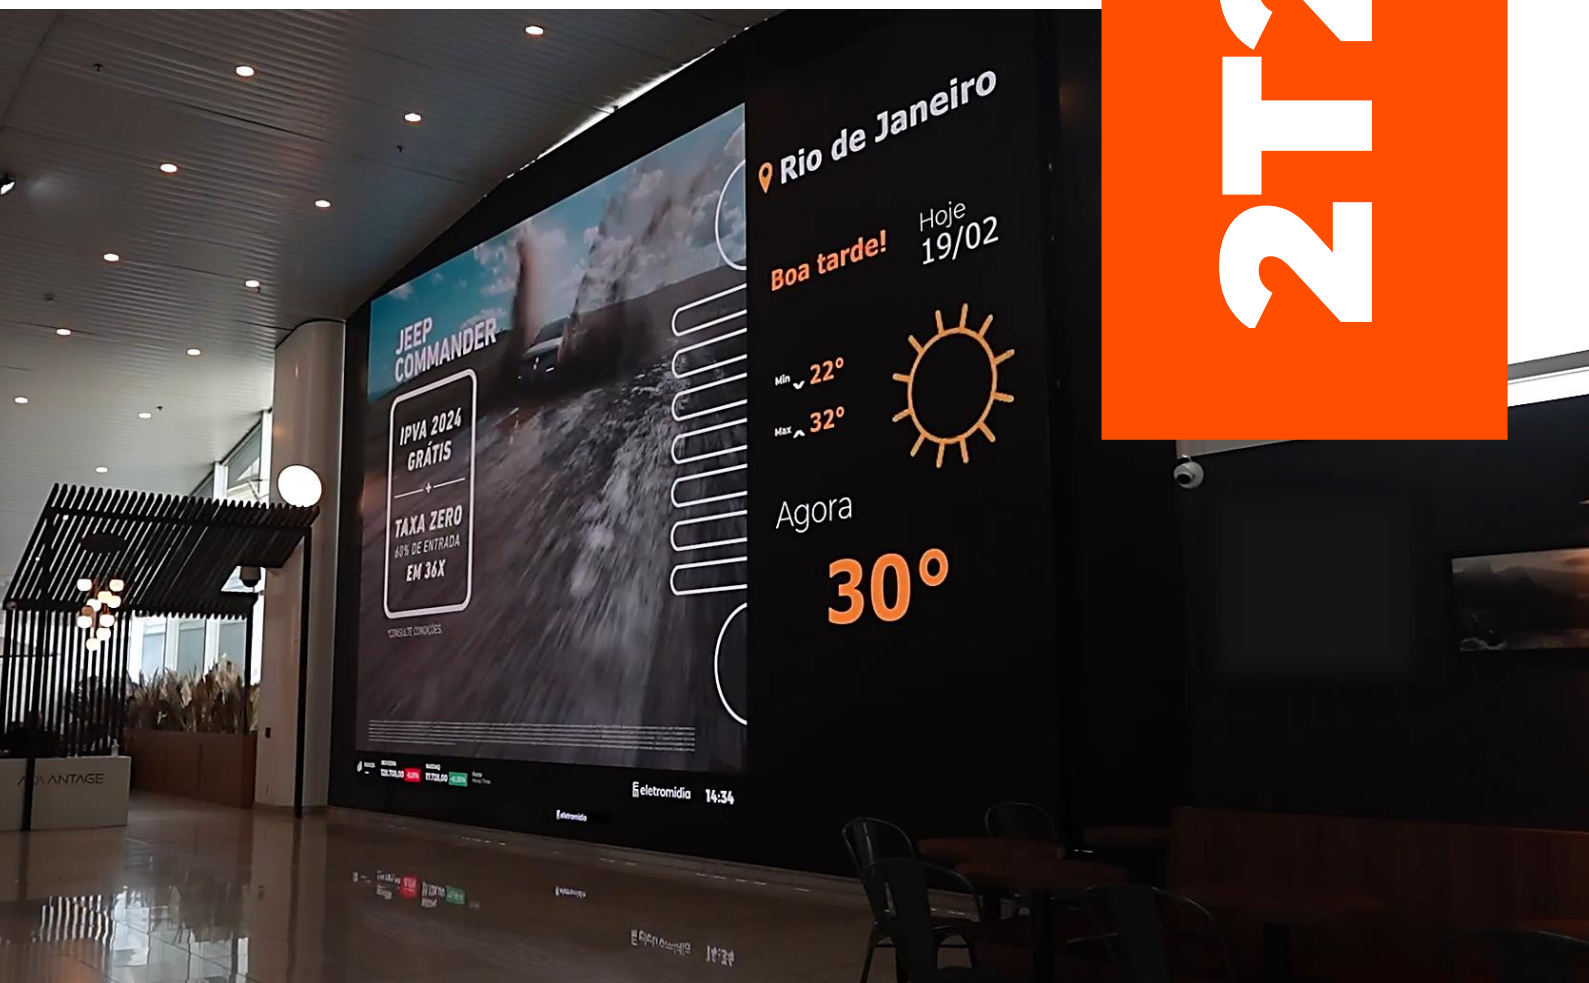 2T2
Rio de Janeiro
Boa tarde!
Hoje
19/02
Min 22°
Max 32°
Agora
30°
JEEP
COMMANDER
IPVA 2024
GRÁTIS
+
TAXA ZERO
60% DE ENTRADA
EM 36X
*CONSULTE CONDIÇÕES.
eletromidia 14:34
eletromidia
ADVANTAGE